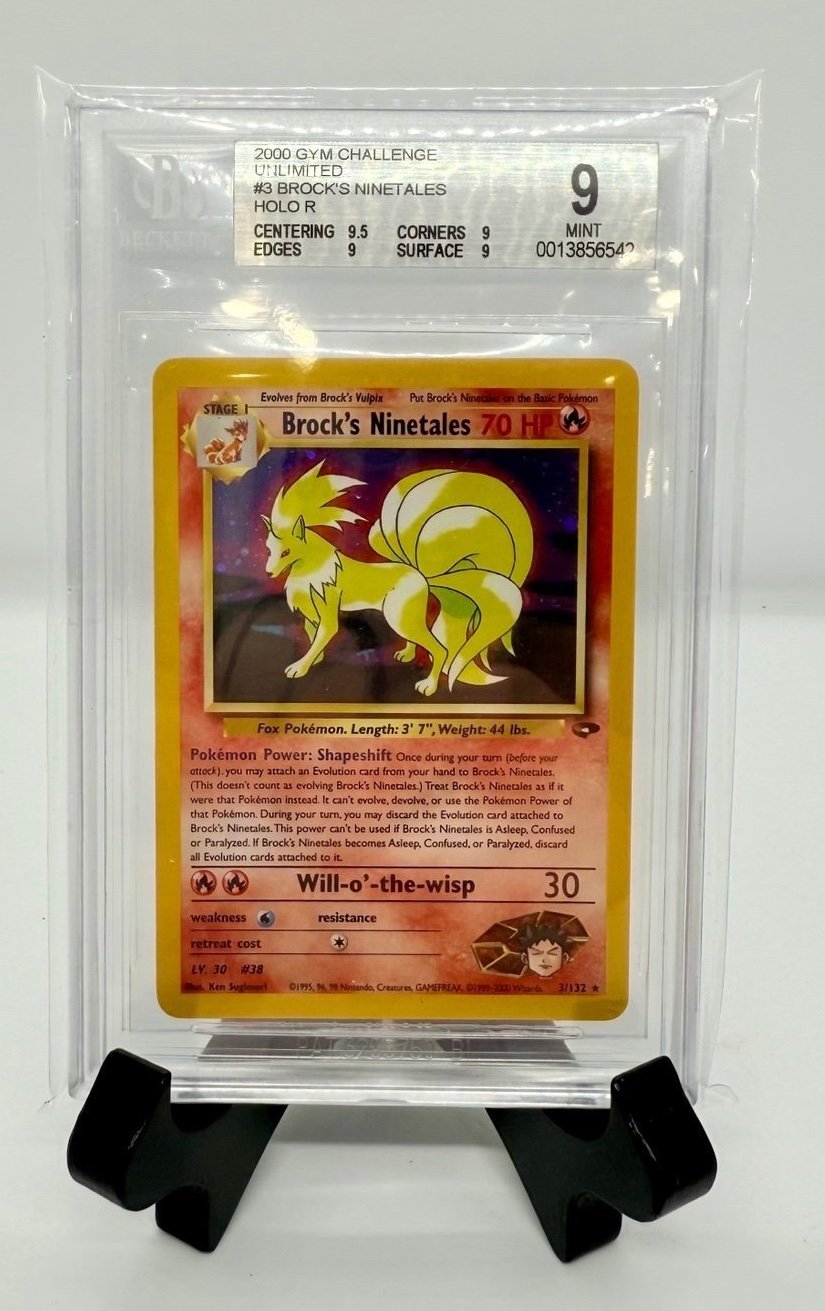 2000 GYM CHALLENGE
UNLIMITED
#3 BROCK'S NINETALES
HOLO R
CENTERING 9.5 CORNERS 9
EDGES 9 SURFACE 9
9
MINT
0013856542
STAGE 1
Evolves from Brock's Vulpix Put Brock's Ninetales on the Basic Pokémon
Brock's Ninetales 70 HP
Fox Pokémon. Length: 3' 7", Weight: 44 lbs.
Pokémon Power: Shapeshift Once during your turn (before your
attack), you may attach an Evolution card from your hand to Brock's Ninetales.
(This doesn't count as evolving Brock's Ninetales.) Treat Brock's Ninetales as if it
were that Pokémon instead. It can't evolve, devolve, or use the Pokémon Power of
that Pokémon. During your turn, you may discard the Evolution card attached to
Brock's Ninetales. This power can't be used if Brock's Ninetales is Asleep, Confused
or Paralyzed. If Brock's Ninetales becomes Asleep, Confused, or Paralyzed, discard
all Evolution cards attached to it.
Will-o'-the-wisp 30
weakness resistance
retreat cost
LV. 30 #38
Illus. Ken Sugimori ©1995, 96, 98 Nintendo, Creatures, GAMEFREAK. ©1999-2000 Wizards. 3/132